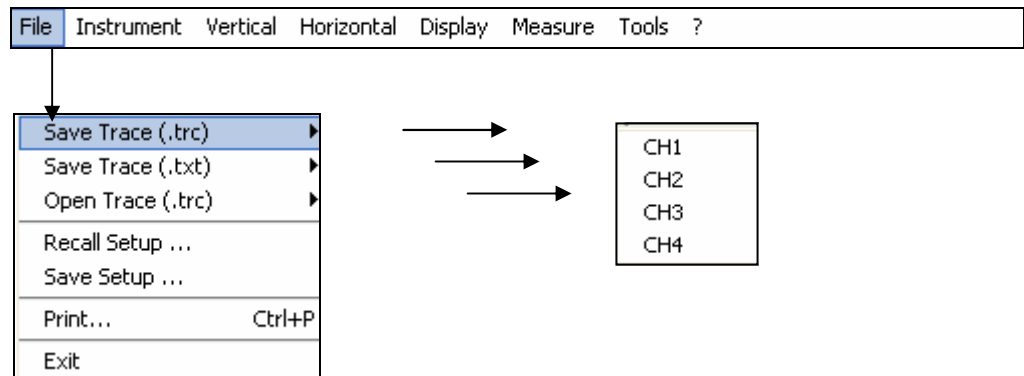 File Instrument Vertical Horizontal Display Measure Tools ?
Save Trace (.trc)
Save Trace (.txt)
Open Trace (.trc)
Recall Setup ...
Save Setup ...
Print... Ctrl+P
Exit
CH1
CH2
CH3
CH4